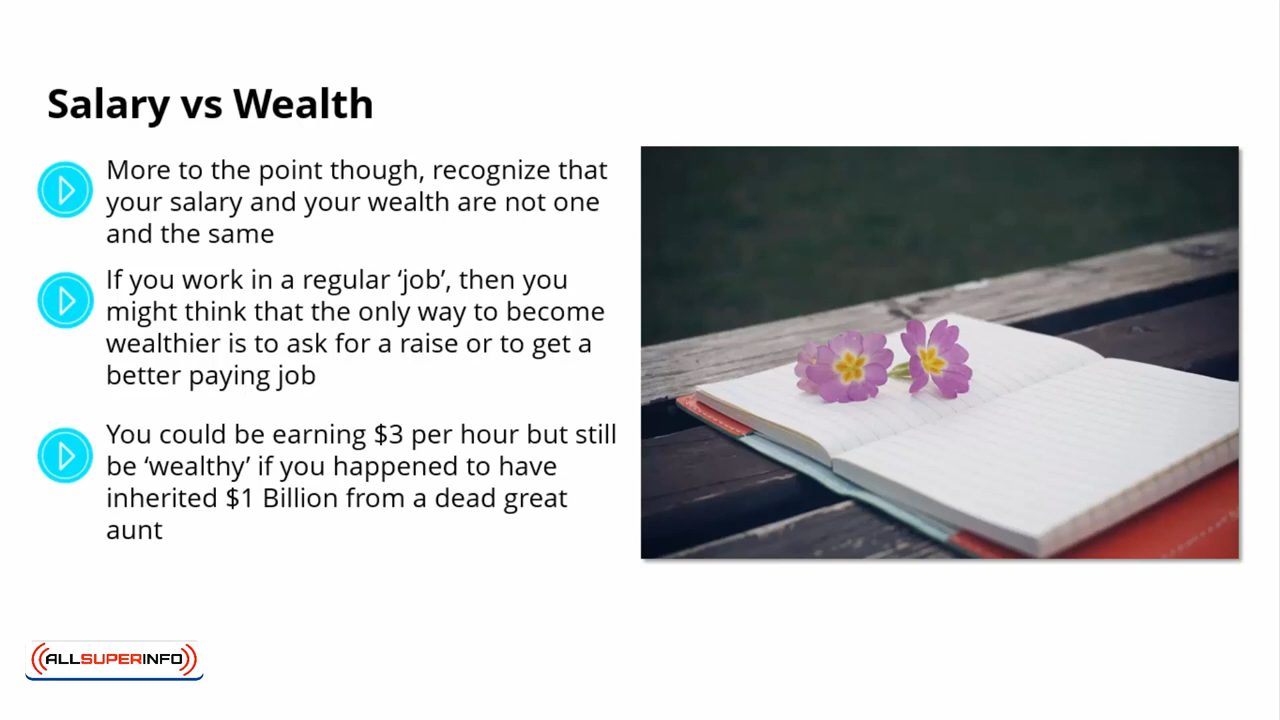 Salary vs Wealth
More to the point though, recognize that
your salary and your wealth are not one
and the same
If you work in a regular ‘job’, then you
might think that the only way to become
wealthier is to ask for a raise or to get a
better paying job
You could be earning $3 per hour but still
be ‘wealthy’ if you happened to have
inherited $1 Billion from a dead great
aunt
ALLSUPERINFO